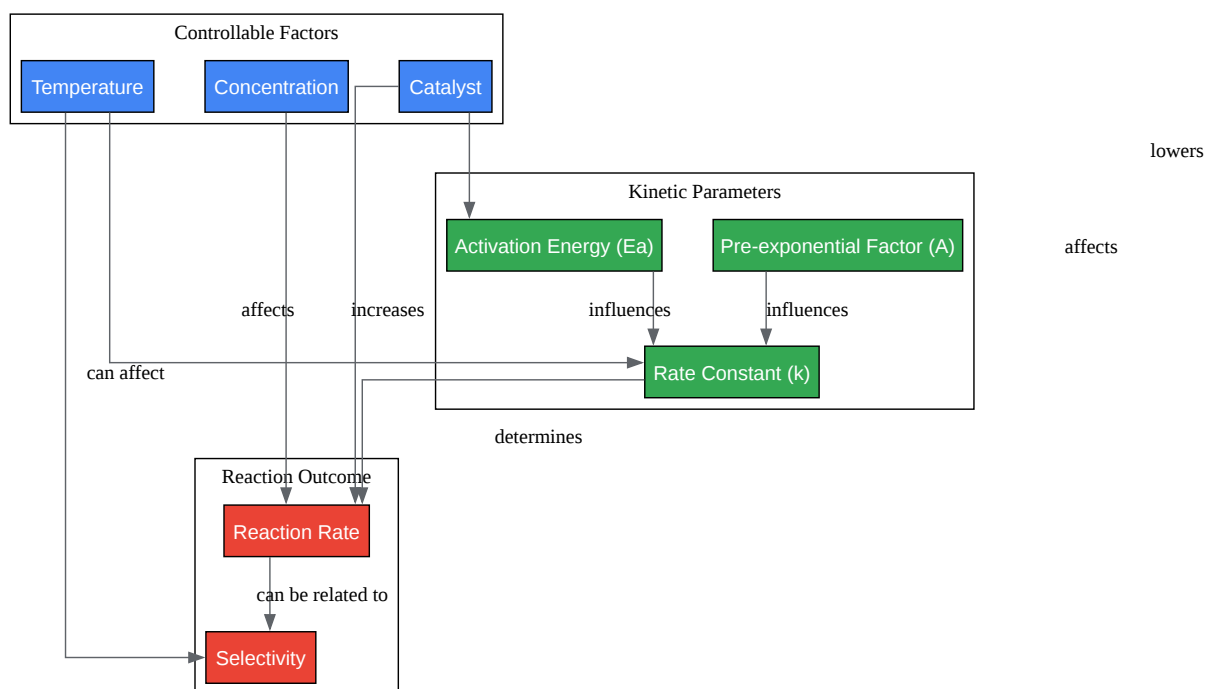 Controllable Factors
Temperature
Concentration
Catalyst
lowers
Kinetic Parameters
Activation Energy (Ea)
Pre-exponential Factor (A)
affects
affects
increases
influences
influences
can affect
Rate Constant (k)
determines
Reaction Outcome
Reaction Rate
can be related to
Selectivity